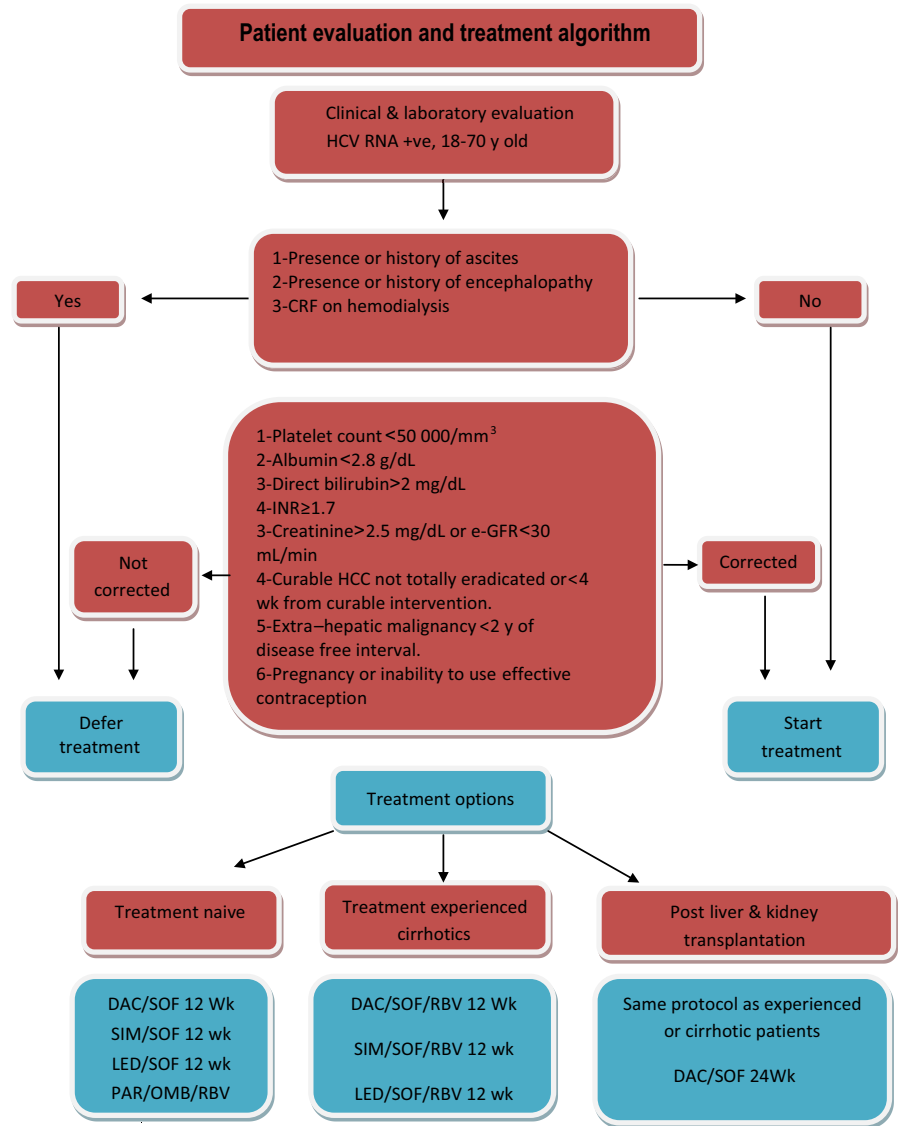 Patient evaluation and treatment algorithm
Clinical & laboratory evaluation
HCV RNA +ve, 18-70 y old
1-Presence or history of ascites
2-Presence or history of encephalopathy
3-CRF on hemodialysis
Yes
No
1-Platelet count <50 000/mm³
2-Albumin<2.8 g/dL
3-Direct bilirubin>2 mg/dL
4-INR≥1.7
3-Creatinine>2.5 mg/dL or e-GFR<30
mL/min
4-Curable HCC not totally eradicated or<4
wk from curable intervention.
5-Extra–hepatic malignancy <2 y of
disease free interval.
6-Pregnancy or inability to use effective
contraception
Not
corrected
Corrected
Defer
treatment
Start
treatment
Treatment options
Treatment naive
Treatment experienced
cirrhotics
Post liver & kidney
transplantation
DAC/SOF 12 Wk
SIM/SOF 12 wk
LED/SOF 12 wk
PAR/OMB/RBV
DAC/SOF/RBV 12 Wk
SIM/SOF/RBV 12 wk
LED/SOF/RBV 12 wk
Same protocol as experienced
or cirrhotic patients
DAC/SOF 24Wk